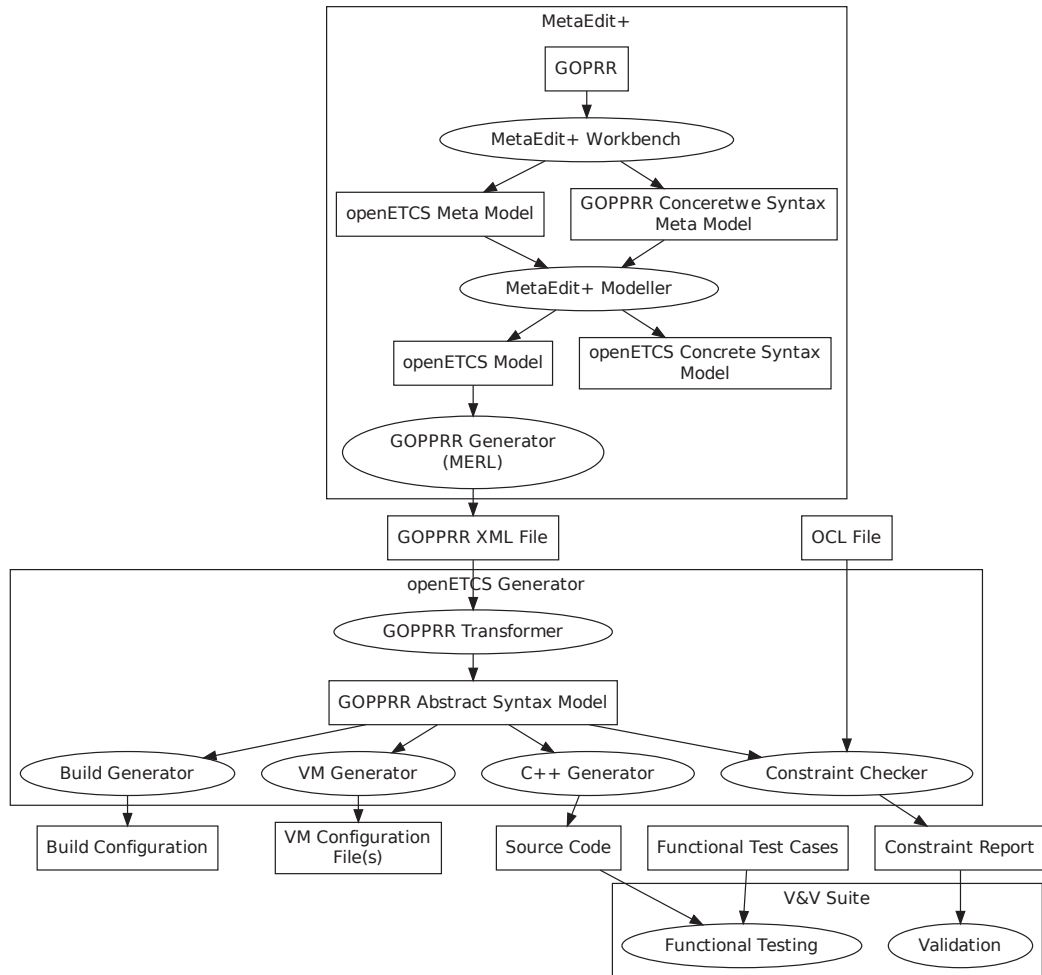 MetaEdit+
GOPRR
MetaEdit+ Workbench
openETCS Meta Model
GOPPRR Conceretwe Syntax
Meta Model
MetaEdit+ Modeller
openETCS Model
openETCS Concrete Syntax
Model
GOPPRR Generator
(MERL)
GOPPRR XML File
OCL File
openETCS Generator
GOPPRR Transformer
GOPPRR Abstract Syntax Model
Build Generator
VM Generator
C++ Generator
Constraint Checker
Build Configuration
VM Configuration
File(s)
Source Code
Functional Test Cases
Constraint Report
V&V Suite
Functional Testing
Validation